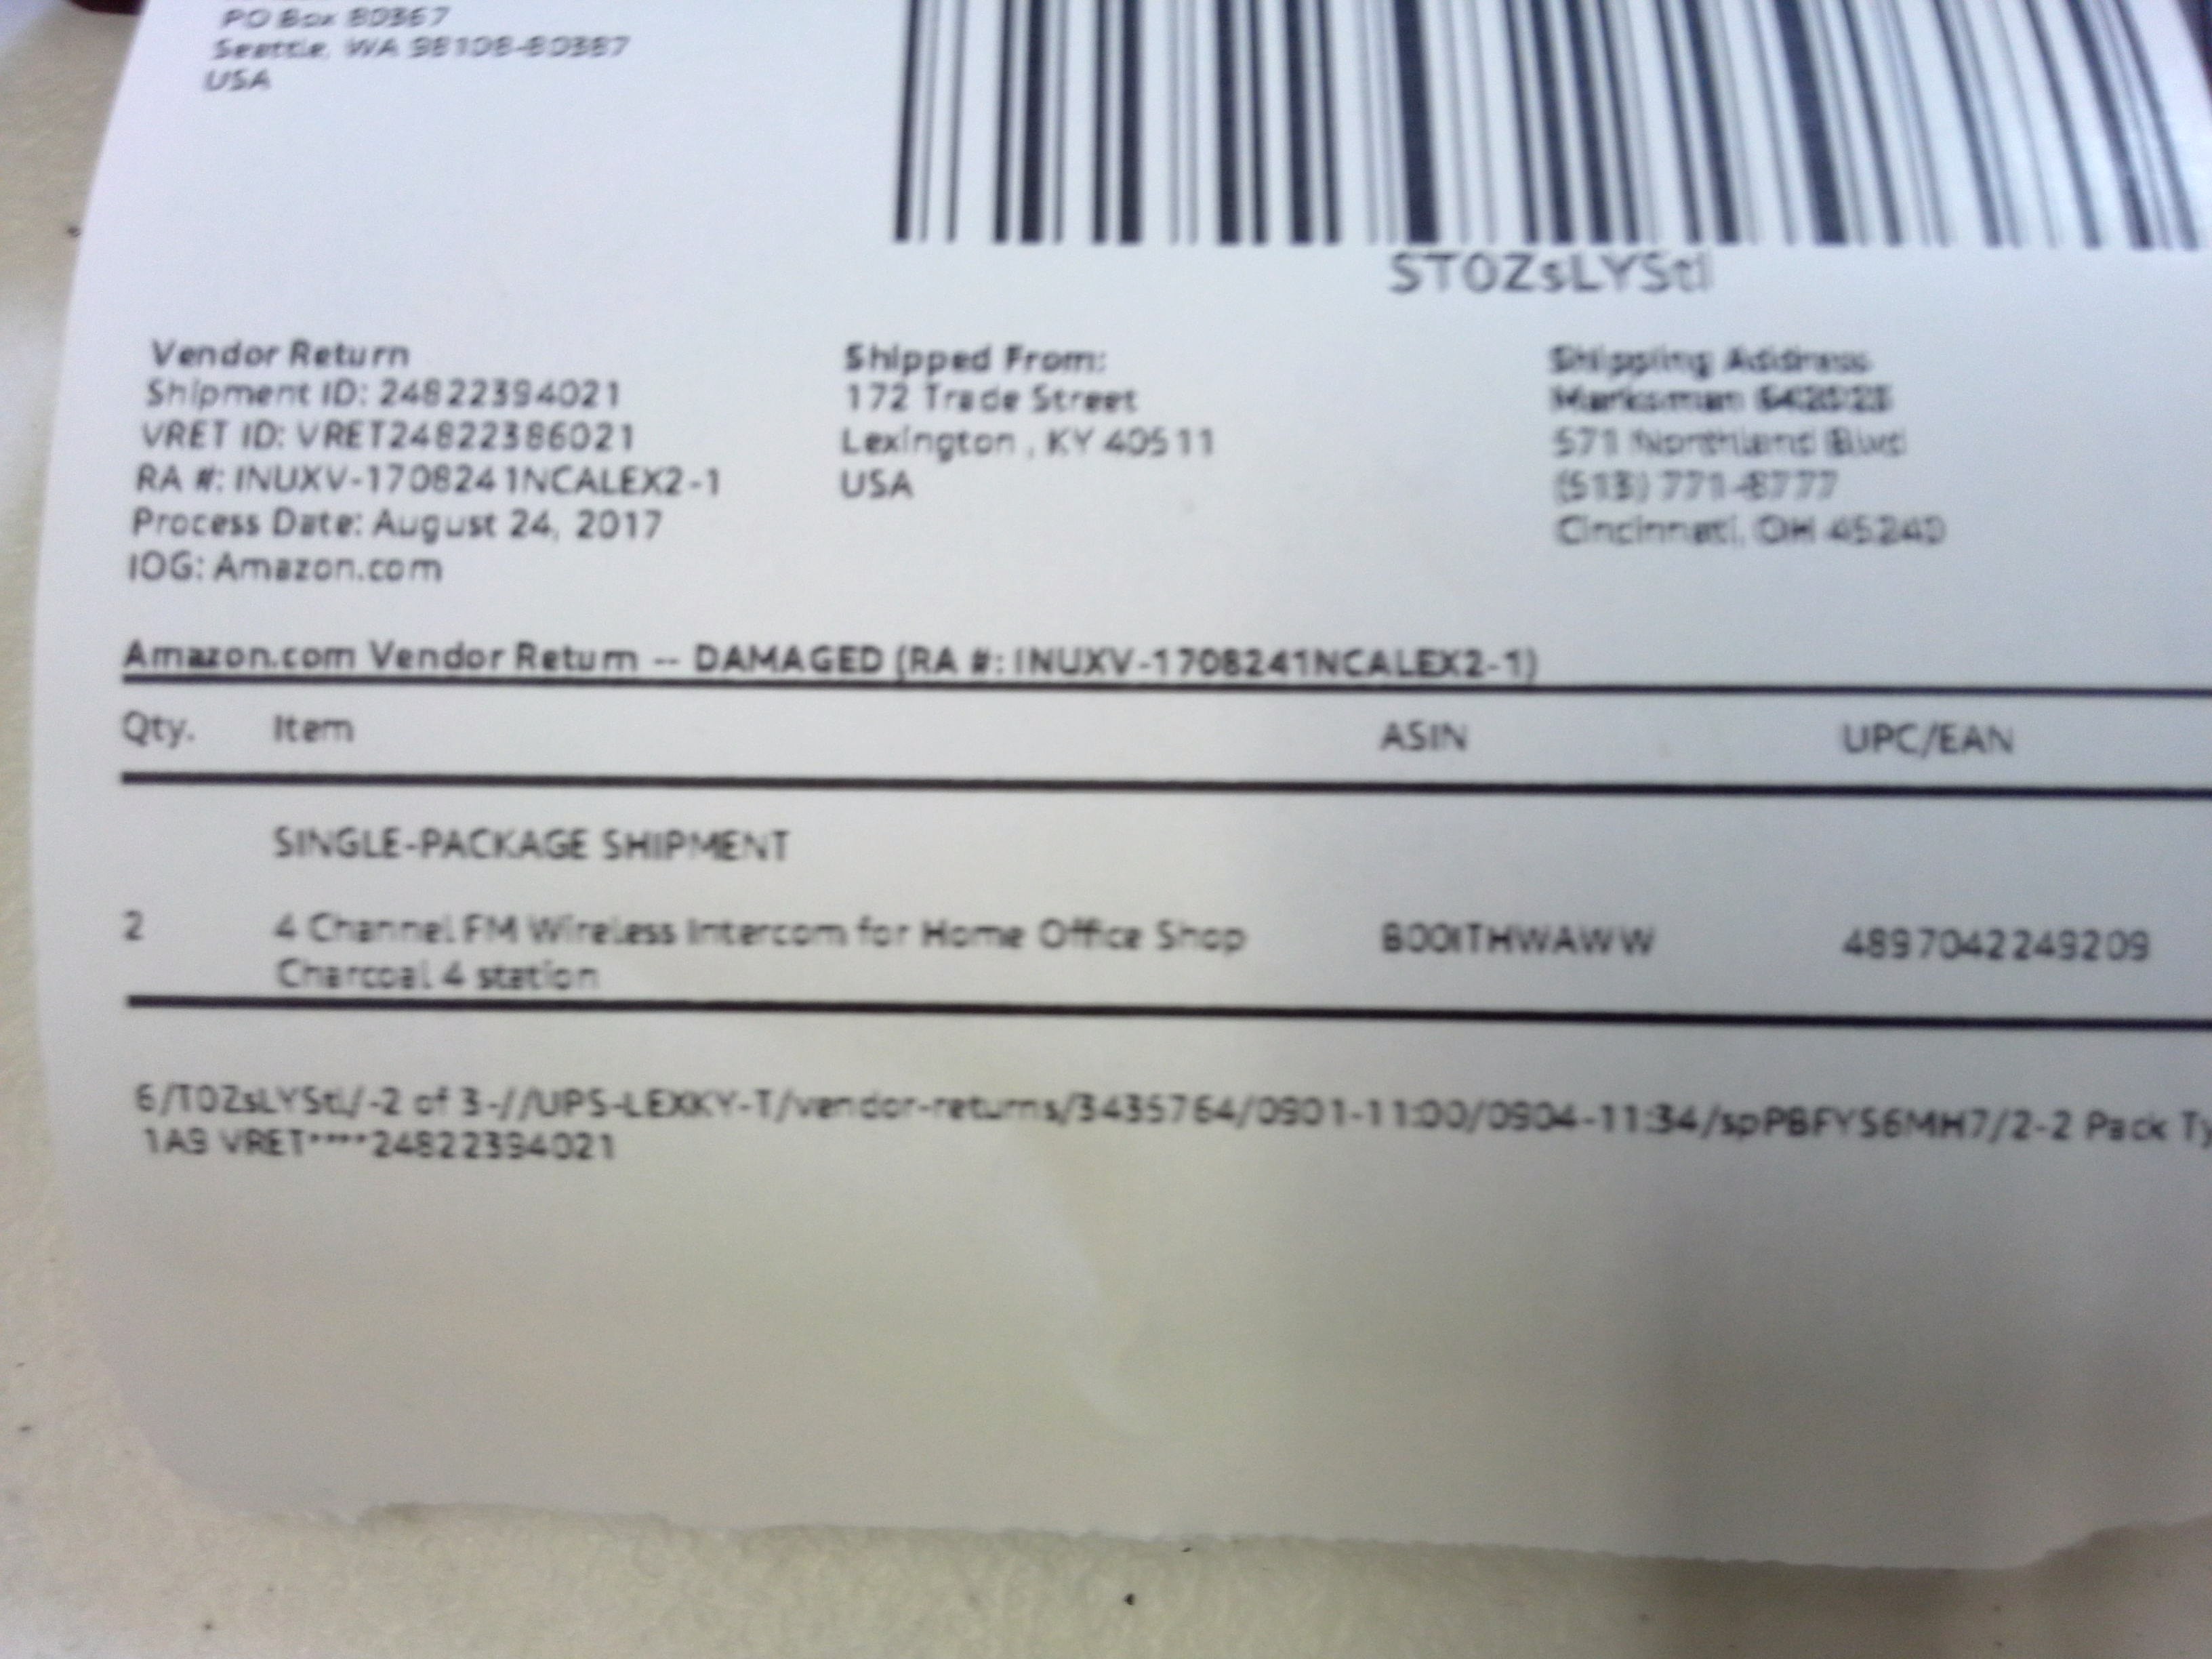 PO Box 80387
Seattle, WA 98108-80387
USA
ST0ZsLYStl
Vendor Return
Shipment ID: 24822394021
VRET ID: VRET24822386021
RA #: INUXV-1708241NCALEX2-1
Process Date: August 24, 2017
IOG: Amazon.com
Shipped From:
172 Trade Street
Lexington , KY 40511
USA
Shipping Address
Marksman
571 Northland Blvd
(513) 771-8777
Cincinnati, OH 45240
Amazon.com Vendor Return -- DAMAGED (RA #: INUXV-1708241NCALEX2-1)
Qty. Item ASIN UPC/EAN
SINGLE-PACKAGE SHIPMENT
2 4 Channel FM Wireless Intercom for Home Office Shop B00ITHWAWW 4897042249209
Charcoal 4 station
6/T0ZsLYStl/-2 of 3-//UPS-LEXKY-T/vendor-returns/3435764/0901-11:00/0904-11:34/spPBFYS6MH7/2-2 Pack Ty
1A9 VRET****24822394021